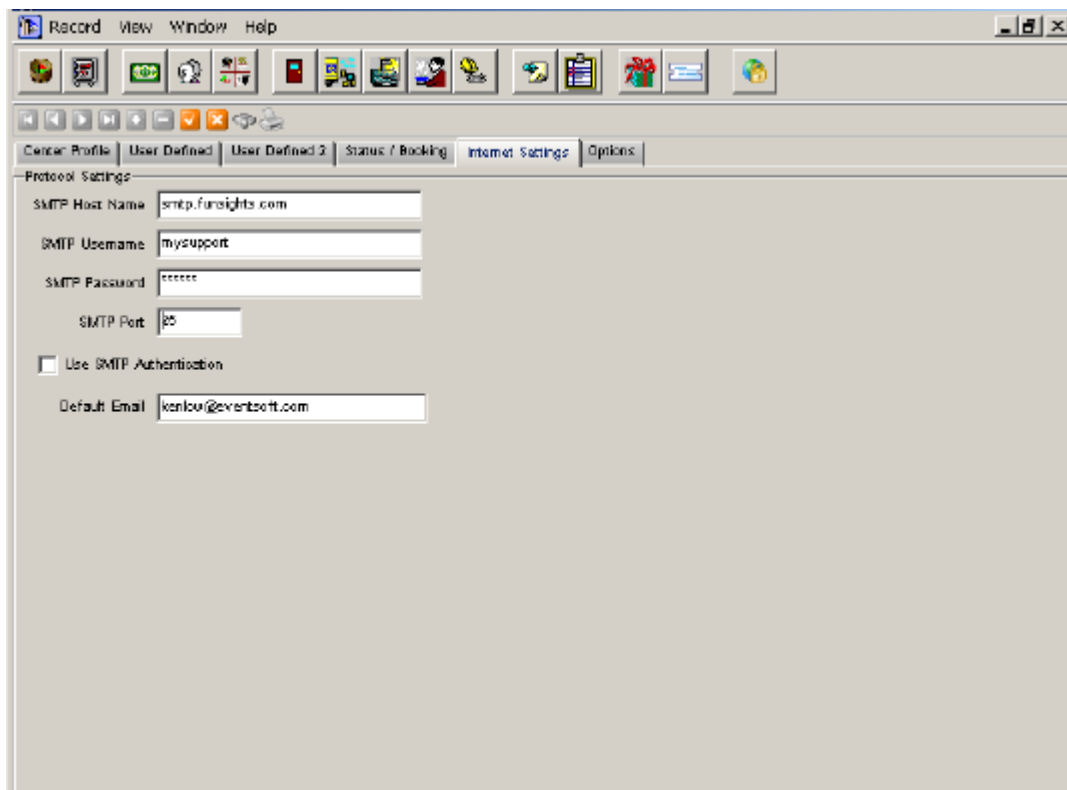 Record View Window Help
Center Profile User Defined User Defined 2 Status / Booking Internet Settings Options
Protocol Settings
SMTP Host Name smtp.funsights.com
SMTP Username mysupport
SMTP Password ******
SMTP Port 25
Use SMTP Authentication
Default Email kenlow@eventsoft.com